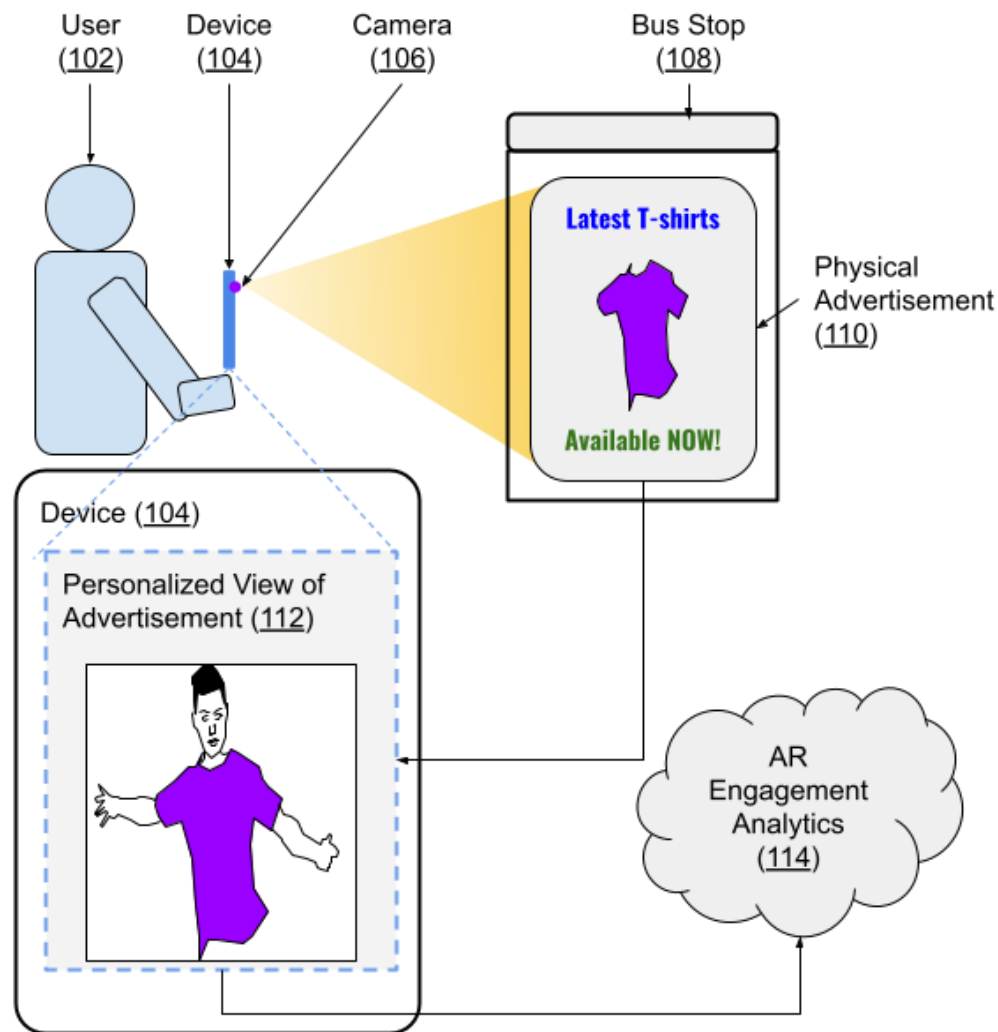 User
(102)
Device
(104)
Camera
(106)
Bus Stop
(108)
Latest T-shirts
Available NOW!
Physical
Advertisement
(110)
Device (104)
Personalized View of
Advertisement (112)
AR
Engagement
Analytics
(114)